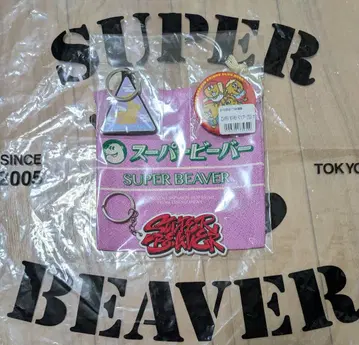 SUPER
SINCE
2005
TOKYO
スーパービーバー
SUPER BEAVER
SUPER
BEAVER
BEAVER